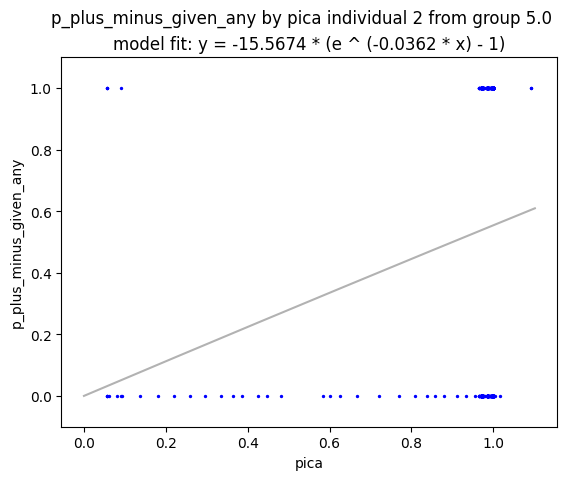 p_plus_minus_given_any by pica individual 2 from group 5.0
model fit: y = -15.5674 * (e ^ (-0.0362 * x) - 1)
1.0
0.8
0.6
0.4
0.2
0.0
p_plus_minus_given_any
0.0 0.2 0.4 0.6 0.8 1.0
pica